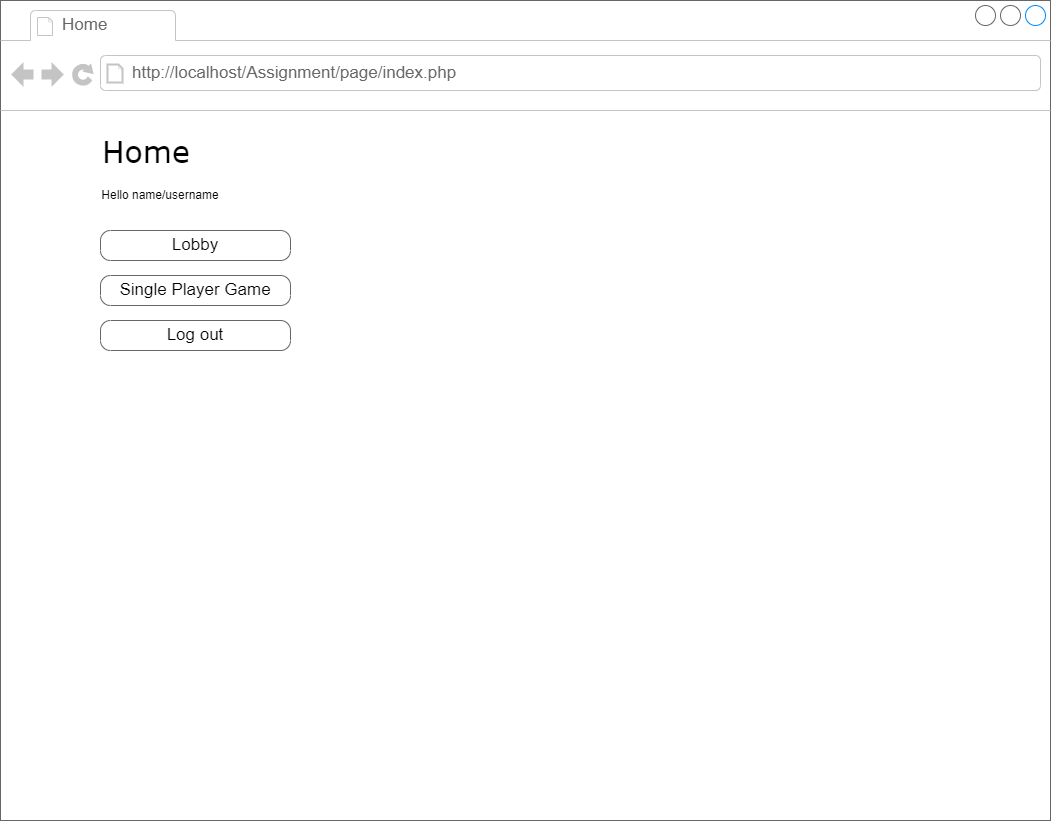 Home
http://localhost/Assignment/page/index.php
Home
Hello name/username
Lobby
Single Player Game
Log out